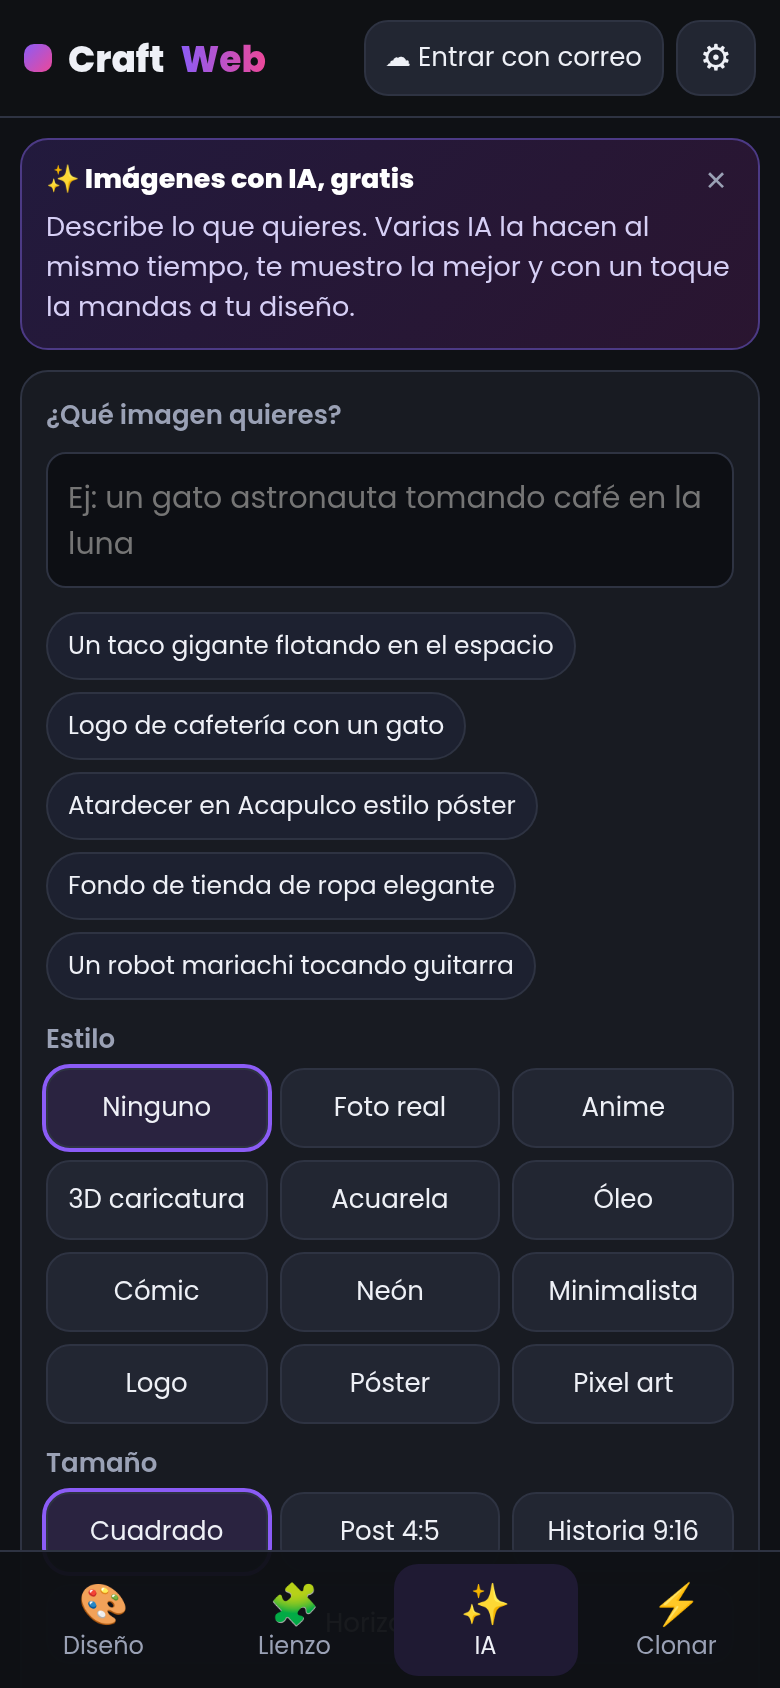 Craft Web
☁ Entrar con correo
⚙
✨ Imágenes con IA, gratis
✕
Describe lo que quieres. Varias IA la hacen al
mismo tiempo, te muestro la mejor y con un toque
la mandas a tu diseño.
¿Qué imagen quieres?
Ej: un gato astronauta tomando café en la
luna
Un taco gigante flotando en el espacio
Logo de cafetería con un gato
Atardecer en Acapulco estilo póster
Fondo de tienda de ropa elegante
Un robot mariachi tocando guitarra
Estilo
Ninguno
Foto real
Anime
3D caricatura
Acuarela
Óleo
Cómic
Neón
Minimalista
Logo
Póster
Pixel art
Tamaño
Cuadrado
Post 4:5
Historia 9:16
Diseño
Lienzo
IA
Clonar